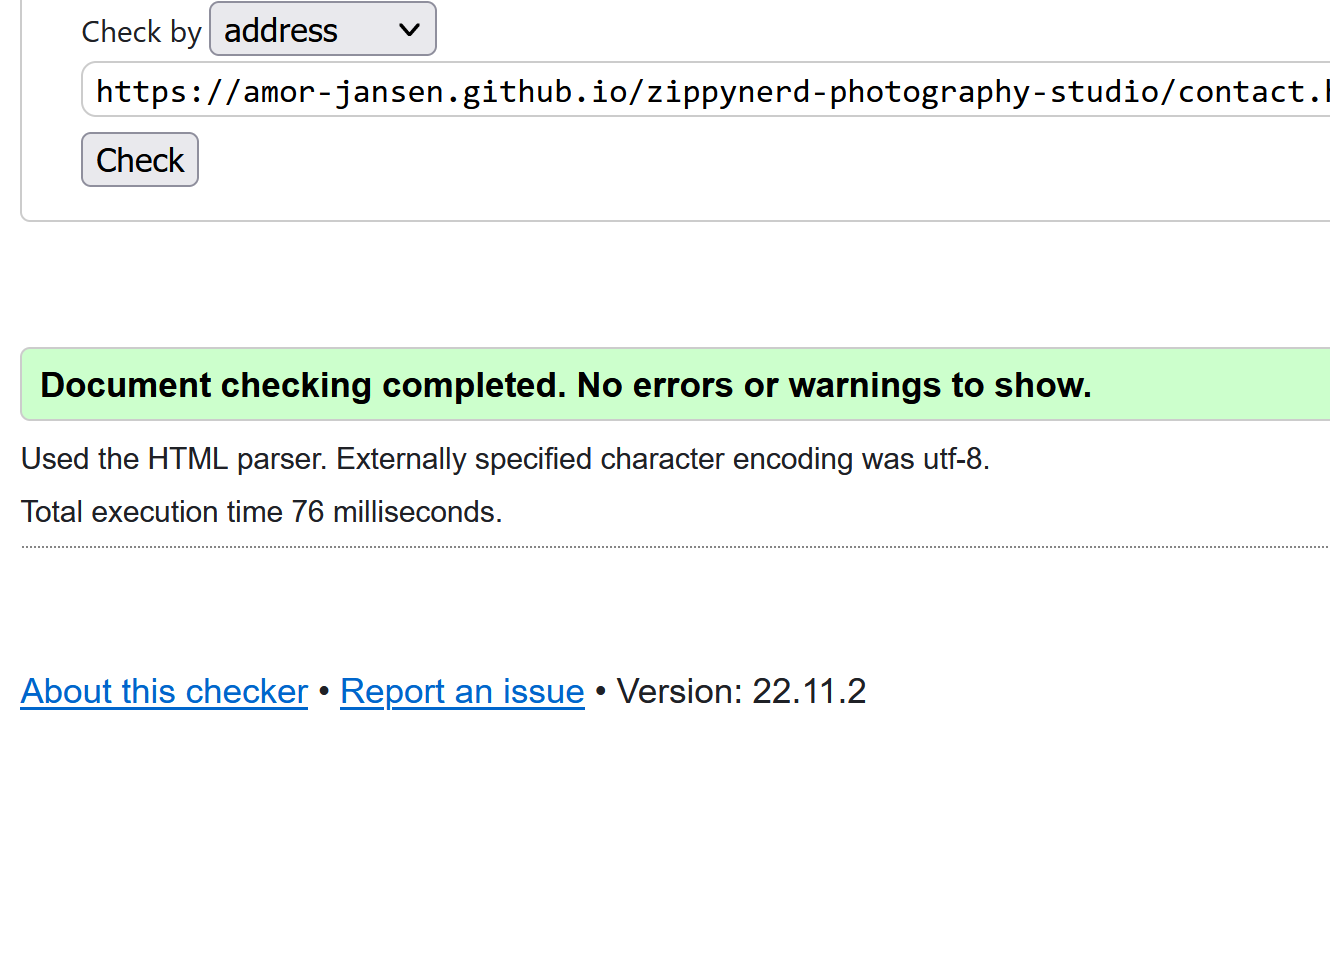 Check by address
https://amor-jansen.github.io/zippynerd-photography-studio/contact.
Check
Document checking completed. No errors or warnings to show.
Used the HTML parser. Externally specified character encoding was utf-8.
Total execution time 76 milliseconds.
About this checker • Report an issue • Version: 22.11.2